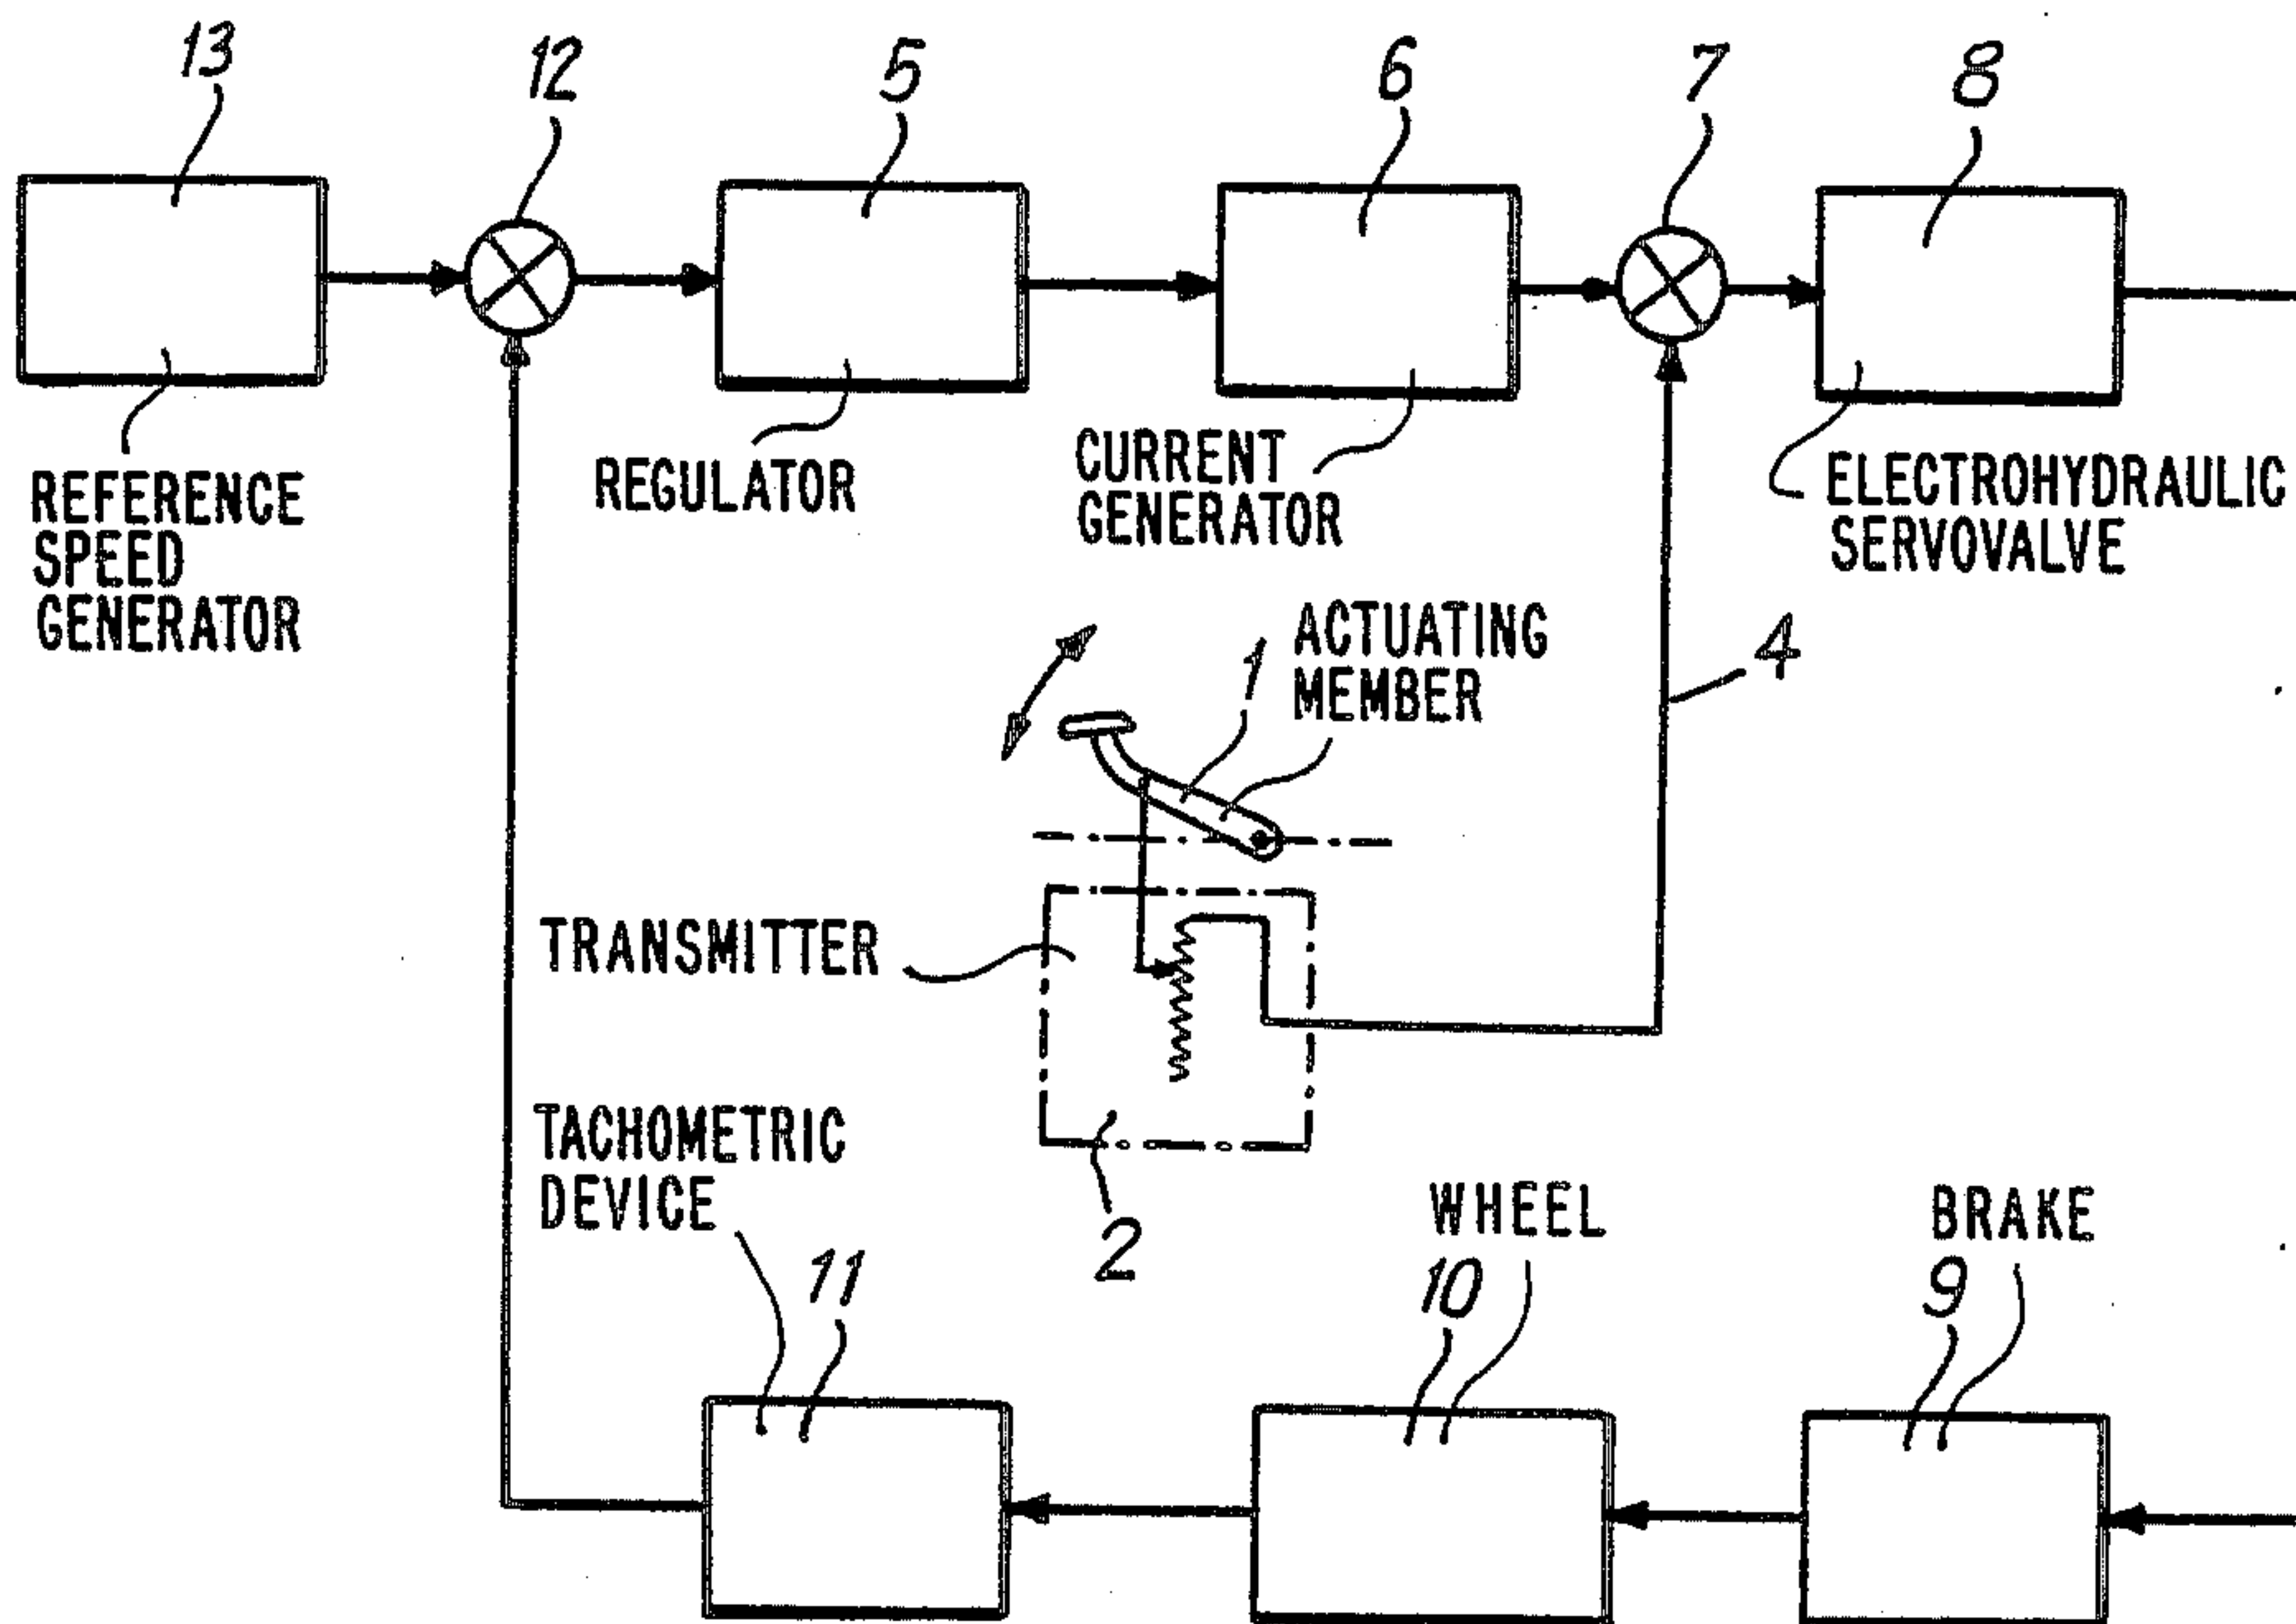 13
12
5
6
7
8
REFERENCE
SPEED
GENERATOR
REGULATOR
CURRENT
GENERATOR
ELECTROHYDRAULIC
SERVOVALVE
1
ACTUATING
MEMBER
4
TRANSMITTER
2
TACHOMETRIC
DEVICE
11
WHEEL
10
BRAKE
9